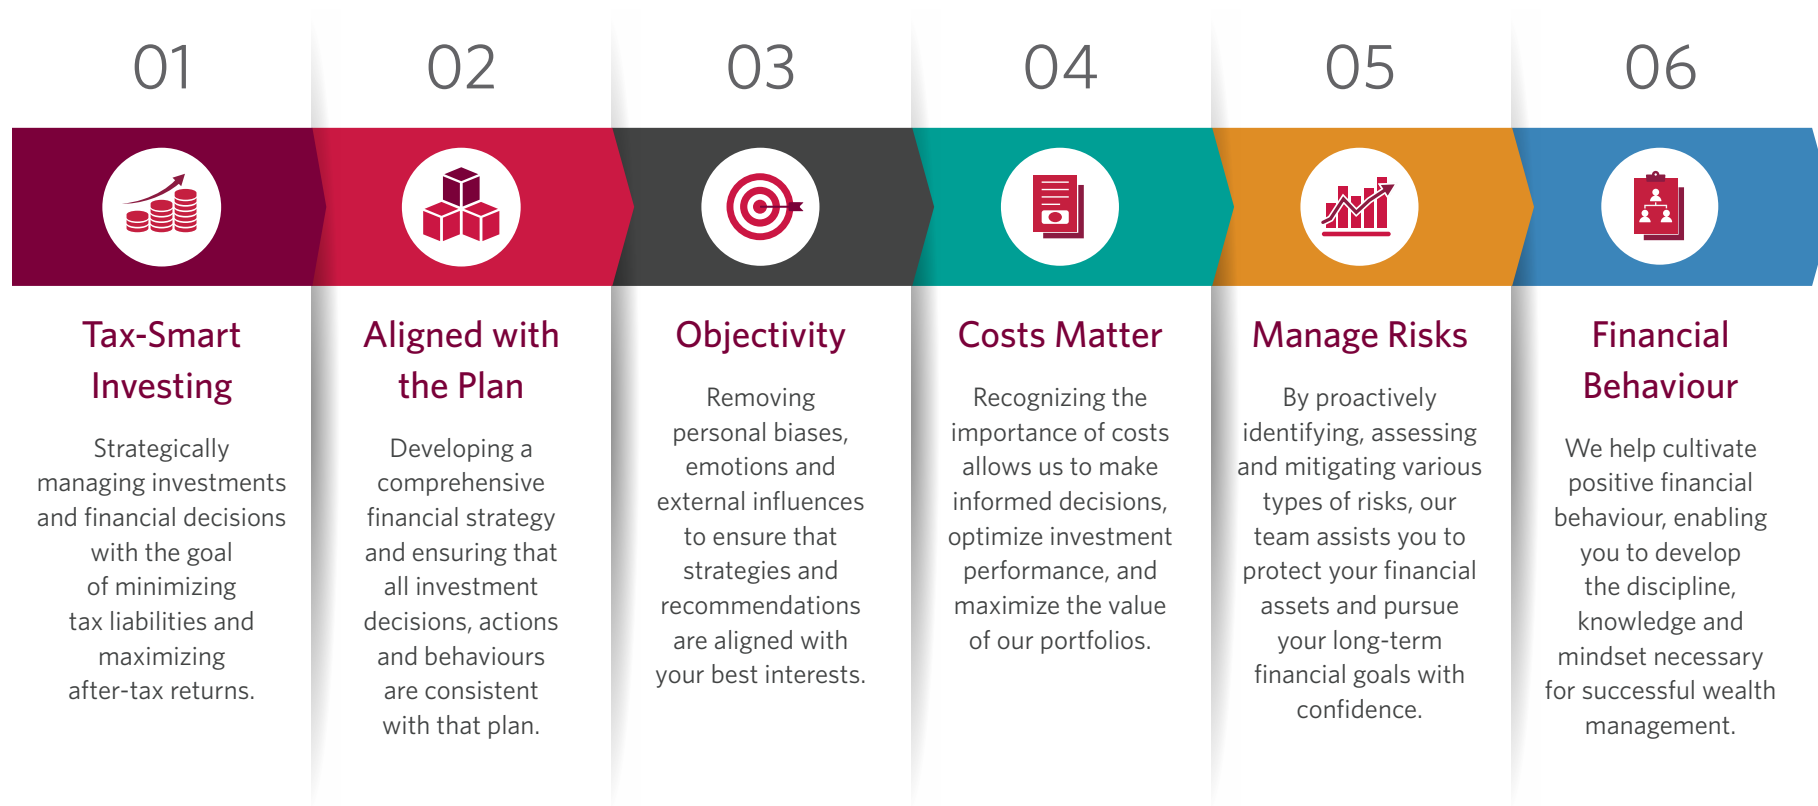 01
Tax-Smart
Investing
Strategically
managing investments
and financial decisions
with the goal
of minimizing
tax liabilities and
maximizing
after-tax returns.
02
Aligned with
the Plan
Developing a
comprehensive
financial strategy
and ensuring that
all investment
decisions, actions
and behaviours
are consistent
with that plan.
03
Objectivity
Removing
personal biases,
emotions and
external influences
to ensure that
strategies and
recommendations
are aligned with
your best interests.
04
Costs Matter
Recognizing the
importance of costs
allows us to make
informed decisions,
optimize investment
performance, and
maximize the value
of our portfolios.
05
Manage Risks
By proactively
identifying, assessing
and mitigating various
types of risks, our
team assists you to
protect your financial
assets and pursue
your long-term
financial goals with
confidence.
06
Financial
Behaviour
We help cultivate
positive financial
behaviour, enabling
you to develop
the discipline,
knowledge and
mindset necessary
for successful wealth
management.